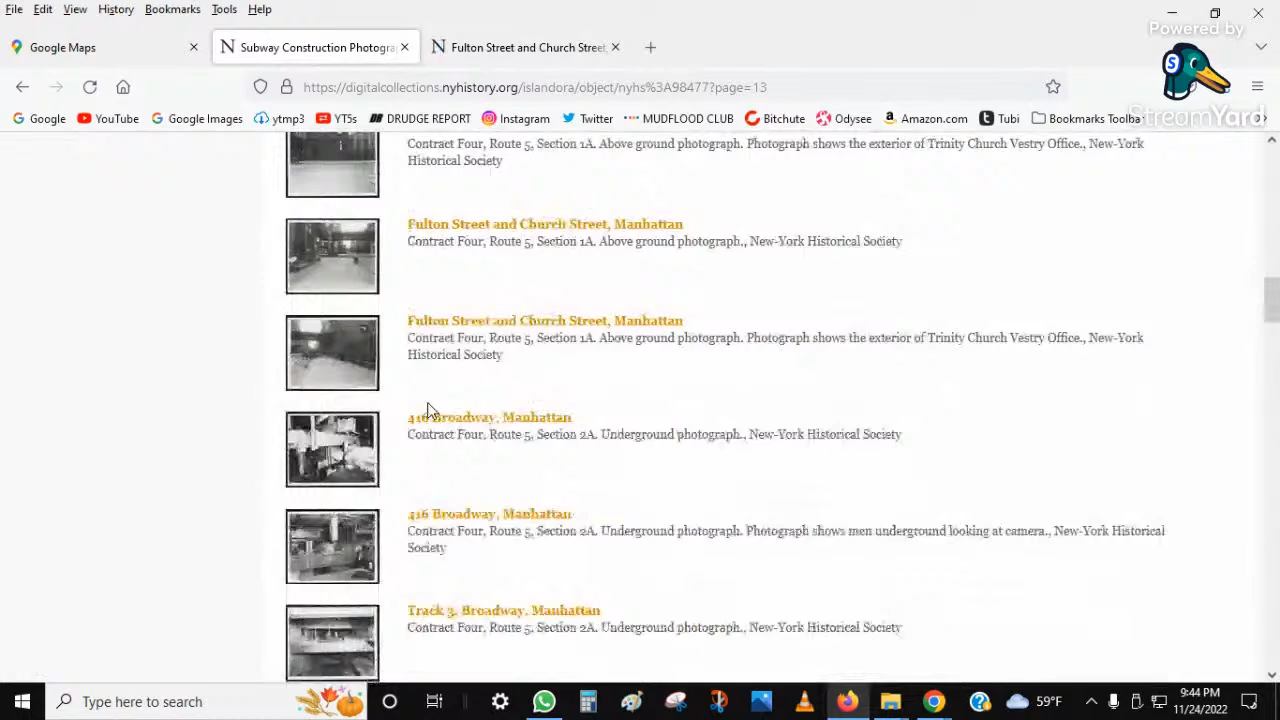 File Edit View History Bookmarks Tools Help
Powered by
Google Maps
Subway Construction Photogra
Fulton Street and Church Street
https://digitalcollections.nyhistory.org/islandora/object/nyhs%3A98477?page=13
StreamYard
Google YouTube Google Images ytmp3 YT5s DRUDGE REPORT Instagram Twitter MUDFLOOD CLUB Bitchute Odysee Amazon.com Tubi Bookmarks Toolba
Contract Four, Route 5, Section 1A. Above ground photograph. Photograph shows the exterior of Trinity Church Vestry Office., New-York
Historical Society
Fulton Street and Church Street, Manhattan
Contract Four, Route 5, Section 1A. Above ground photograph., New-York Historical Society
Fulton Street and Church Street, Manhattan
Contract Four, Route 5, Section 1A. Above ground photograph. Photograph shows the exterior of Trinity Church Vestry Office., New-York
Historical Society
416 Broadway, Manhattan
Contract Four, Route 5, Section 2A. Underground photograph., New-York Historical Society
416 Broadway, Manhattan
Contract Four, Route 5, Section 2A. Underground photograph. Photograph shows men underground looking at camera., New-York Historical
Society
Track 3, Broadway, Manhattan
Contract Four, Route 5, Section 2A. Underground photograph., New-York Historical Society
Type here to search
59°F
9:44 PM
11/24/2022